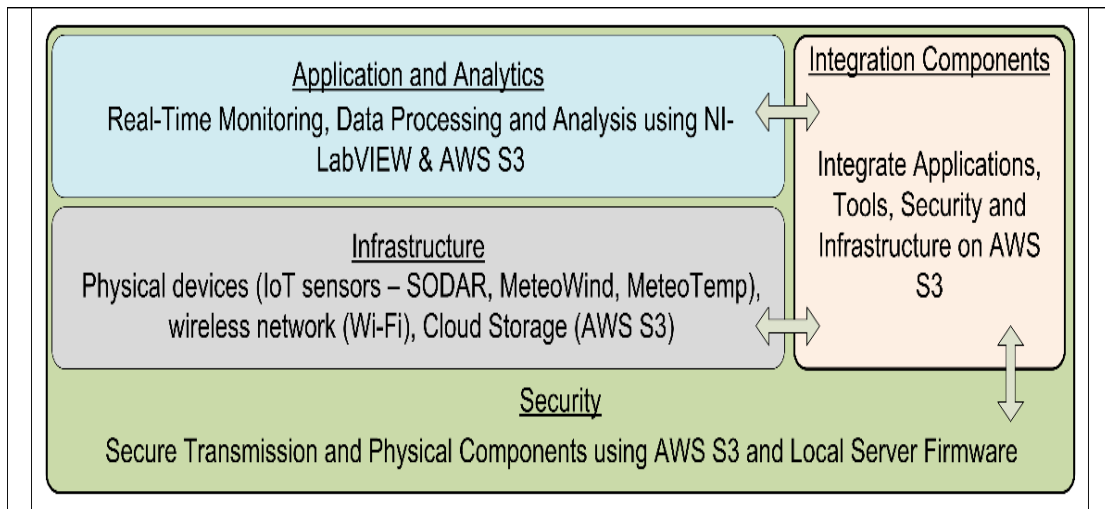 Application and Analytics
Real-Time Monitoring, Data Processing and Analysis using NI-
LabVIEW & AWS S3
Infrastructure
Physical devices (IoT sensors – SODAR, MeteoWind, MeteoTemp),
wireless network (Wi-Fi), Cloud Storage (AWS S3)
Integration Components
Integrate Applications,
Tools, Security and
Infrastructure on AWS
S3
Security
Secure Transmission and Physical Components using AWS S3 and Local Server Firmware